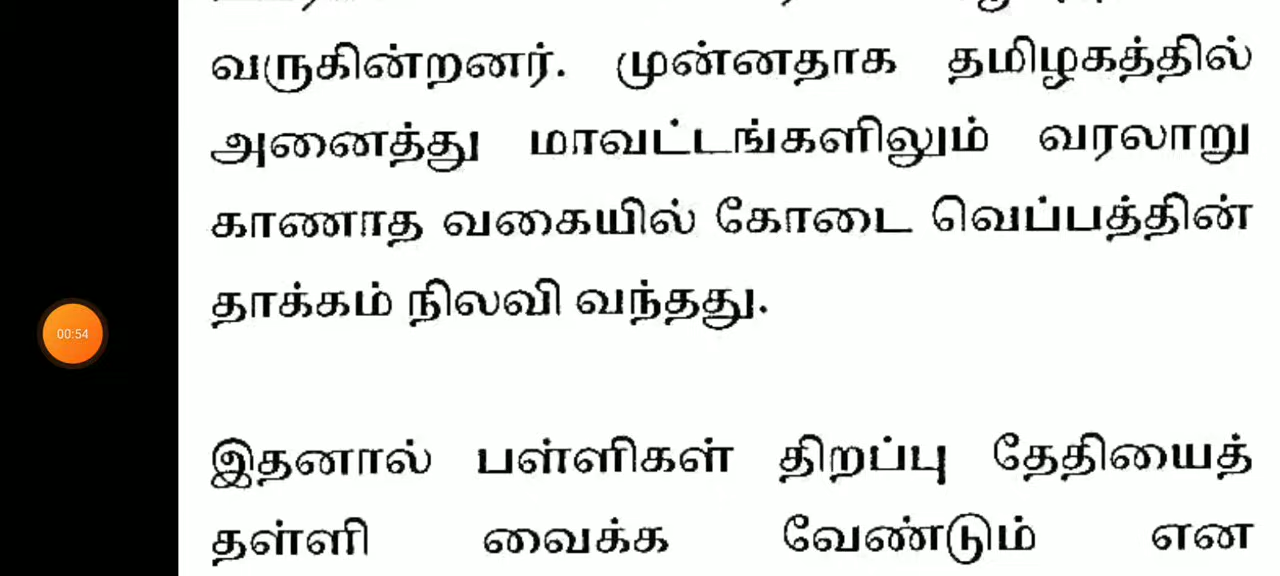 வருகின்றனர். முன்னதாக தமிழகத்தில்
அனைத்து மாவட்டங்களிலும் வரலாறு
காணாத வகையில் கோடை வெப்பத்தின்
தாக்கம் நிலவி வந்தது.
00:54
இதனால் பள்ளிகள் திறப்பு தேதியைத்
தள்ளி வைக்க வேண்டும் என